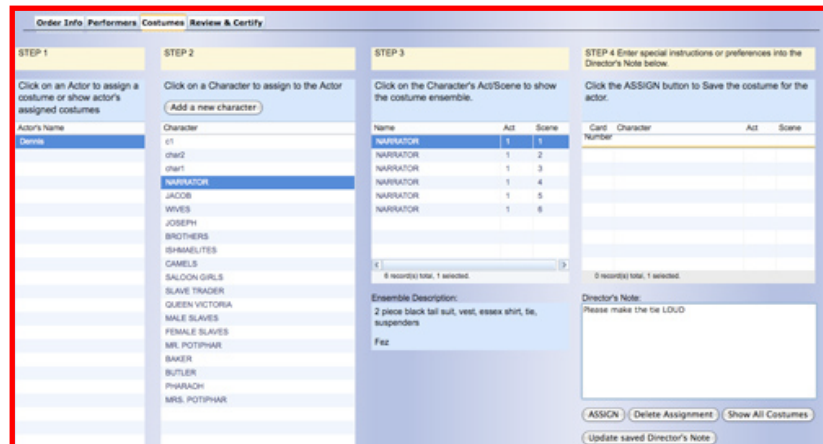 Order Info Performers Costumes Review & Certify
STEP 1
Click on an Actor to assign a
costume or show actor's
assigned costumes
Actor's Name
Dennis
STEP 2
Click on a Character to assign to the Actor
Add a new character
Character
c1
char2
char1
NARRATOR
JACOB
WIVES
JOSEPH
BROTHERS
ISHMAELITES
CAMELS
SALOON GIRLS
SLAVE TRADER
QUEEN VICTORIA
MALE SLAVES
FEMALE SLAVES
MR. POTIPHAR
BAKER
BUTLER
PHARAOH
MRS. POTIPHAR
STEP 3
Click on the Character's Act/Scene to show
the costume ensemble.
Name Act Scene
NARRATOR 1 1
NARRATOR 1 2
NARRATOR 1 3
NARRATOR 1 4
NARRATOR 1 5
NARRATOR 1 6
6 record(s) total, 1 selected.
Ensemble Description:
2 piece black tail suit, vest, essex shirt, tie,
suspenders
Fez
STEP 4 Enter special instructions or preferences into the
Director's Note below.
Click the ASSIGN button to Save the costume for the
actor.
Card Character Act Scene
Number
0 record(s) total, 1 selected.
Director's Note:
Please make the tie LOUD
ASSIGN Delete Assignment Show All Costumes
Update saved Director's Note